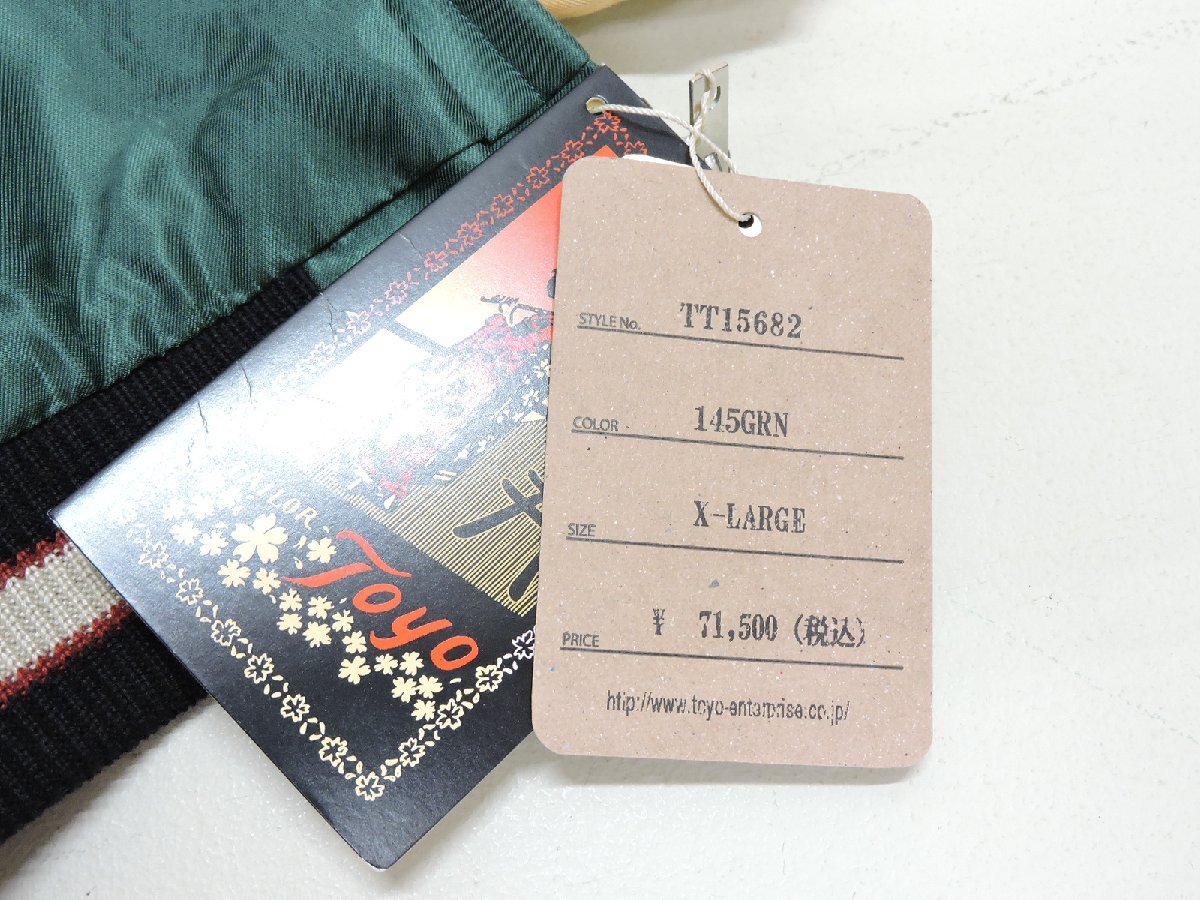 STYLE No. TT15682
COLOR 145GRN
SIZE X-LARGE
PRICE ¥ 71,500 (税込)
http://www.toyo-enterprise.co.jp/
TAILOR
Toyo